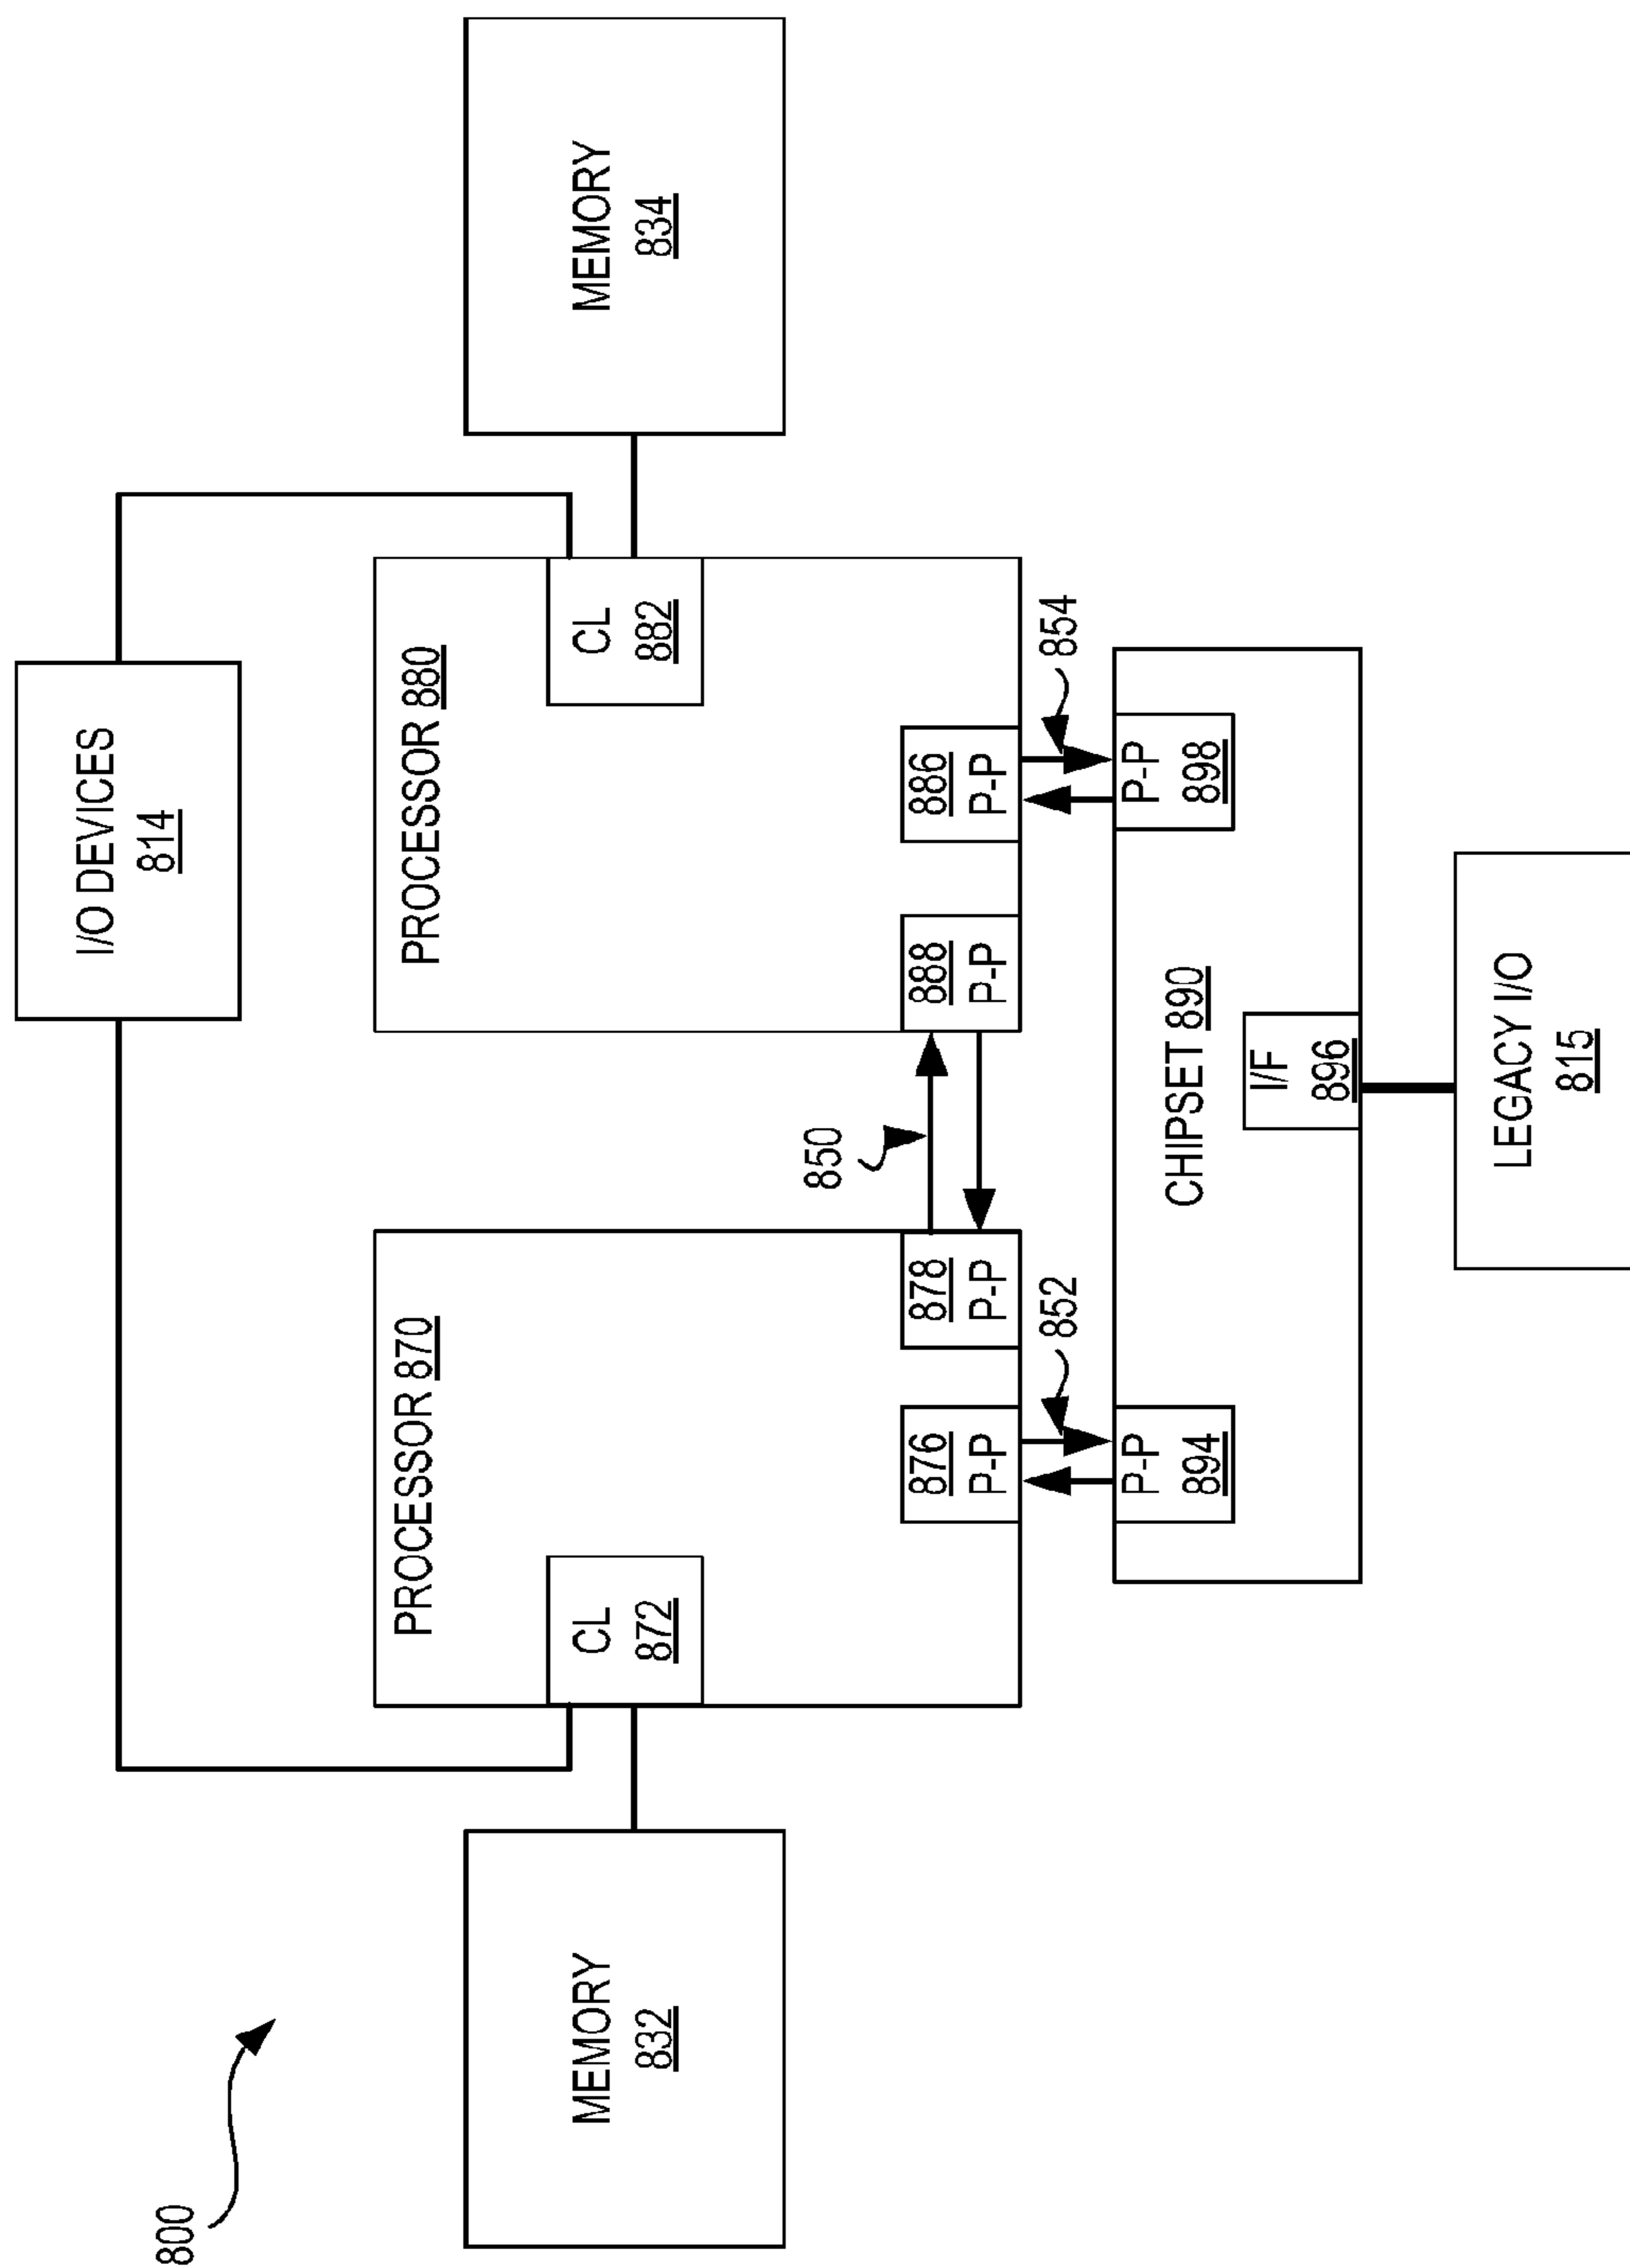 800
I/O DEVICES
814
MEMORY
832
PROCESSOR 870
CL
872
876
P-P
878
P-P
850
PROCESSOR 880
CL
882
888
P-P
886
P-P
MEMORY
834
852
854
P-P
894
CHIPSET 890
P-P
898
I/F
896
LEGACY I/O
815